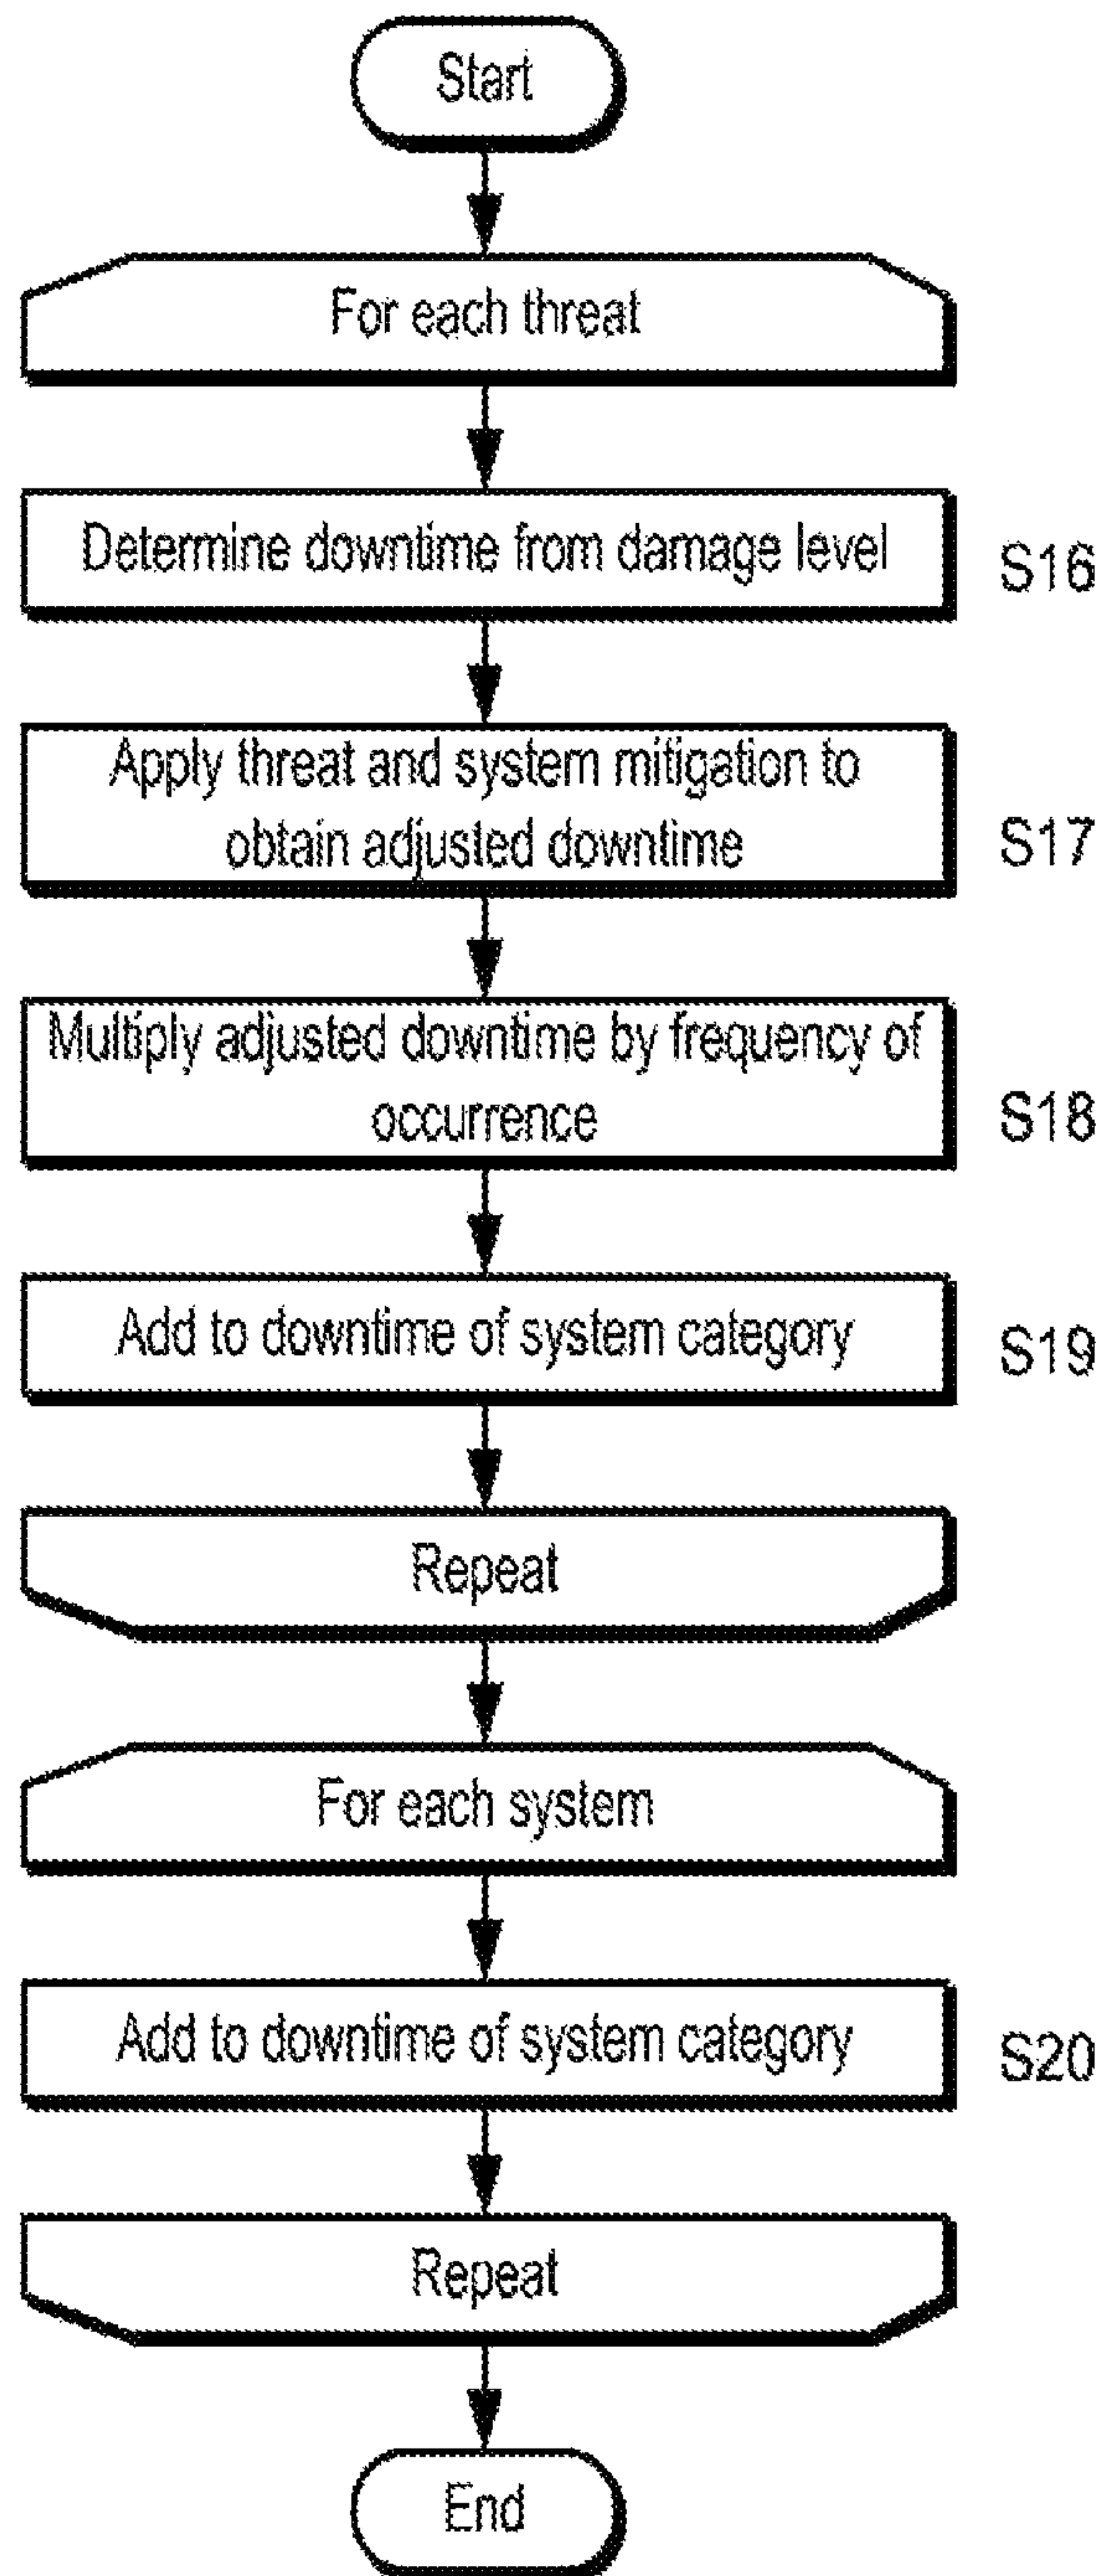 Start
For each threat
Determine downtime from damage level
S16
Apply threat and system mitigation to
obtain adjusted downtime
S17
Multiply adjusted downtime by frequency of
occurrence
S18
Add to downtime of system category
S19
Repeat
For each system
Add to downtime of system category
S20
Repeat
End